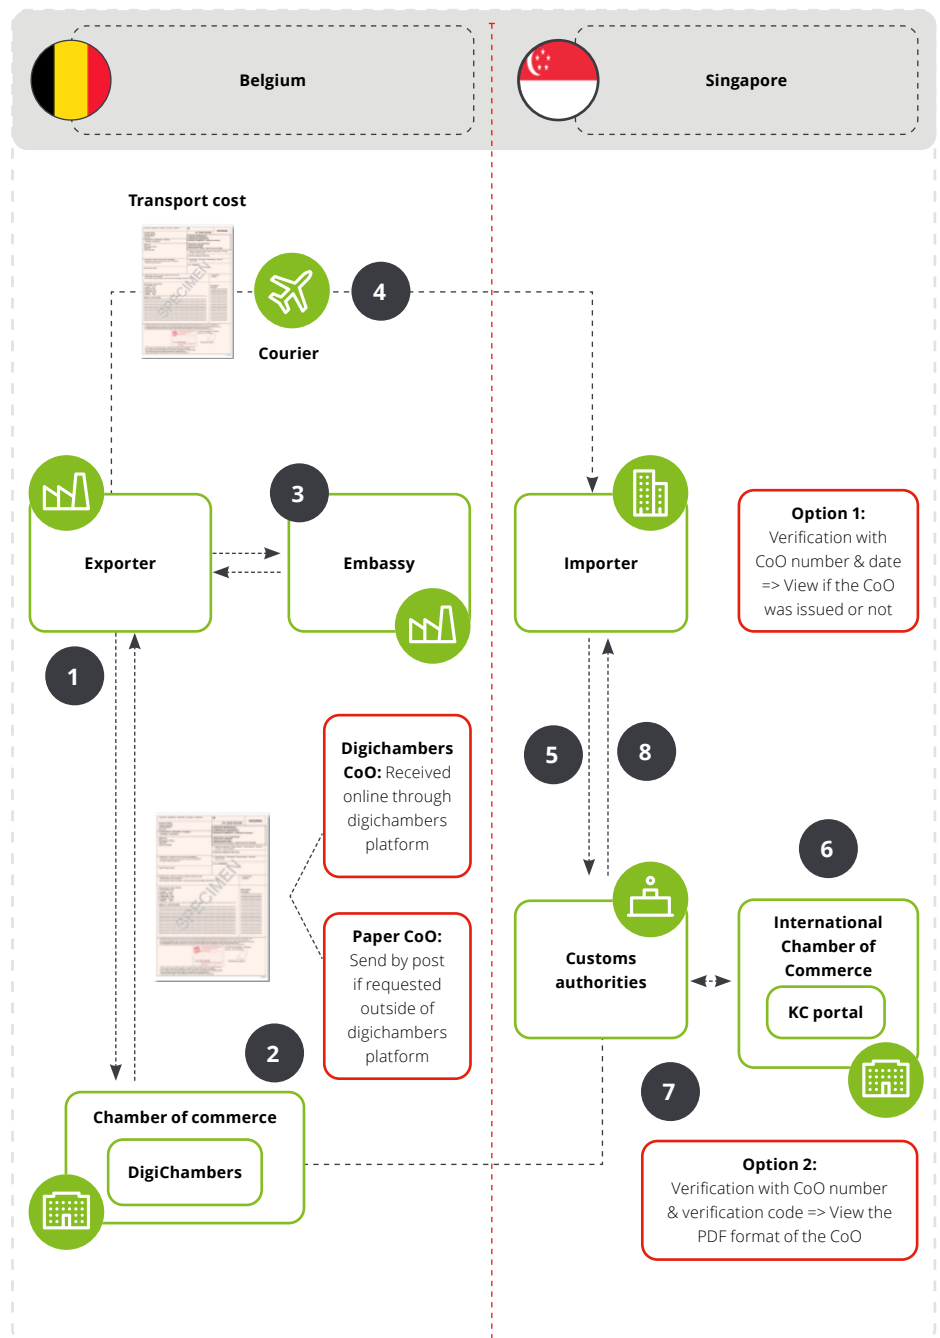 Belgium
Singapore
Transport cost
SPECIMEN
4
Courier
3
Exporter
Embassy
Importer
Option 1:
Verification with
CoO number & date
=> View if the CoO
was issued or not
1
5
8
Digichambers
CoO: Received
online through
digichambers
platform
SPECIMEN
6
Paper CoO:
Send by post
if requested
outside of
digichambers
platform
Customs
authorities
International
Chamber of
Commerce
KC portal
2
7
Chamber of commerce
DigiChambers
Option 2:
Verification with CoO number
& verification code => View the
PDF format of the CoO